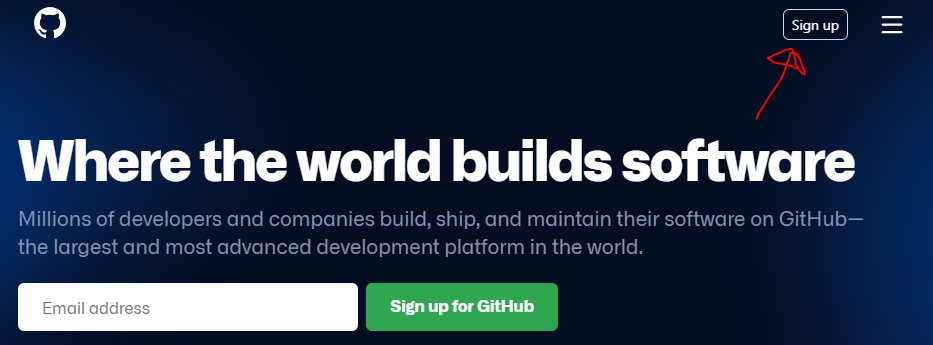 Sign up
Where the world builds software
Millions of developers and companies build, ship, and maintain their software on GitHub—
the largest and most advanced development platform in the world.
Email address
Sign up for GitHub